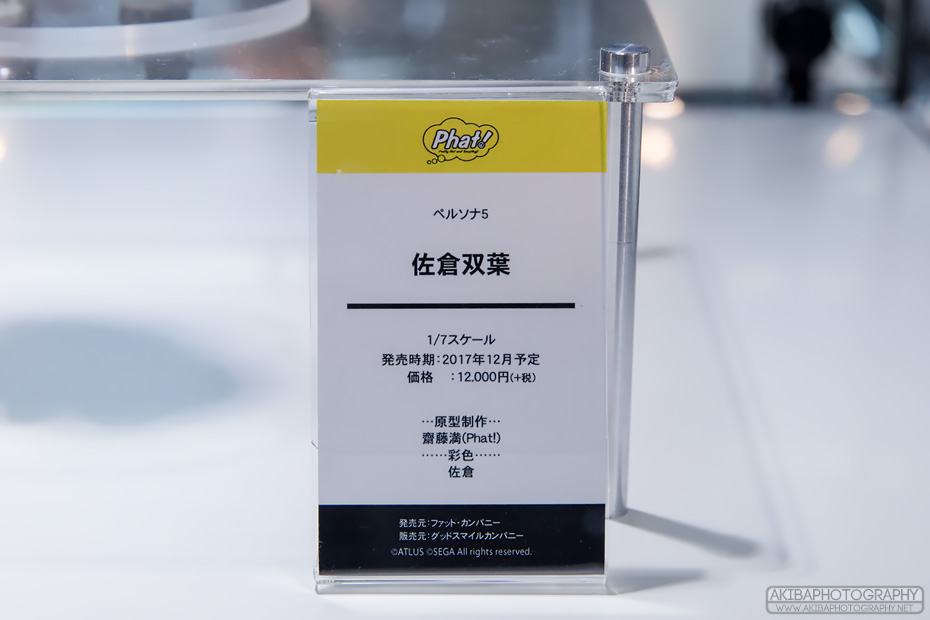 Phat!
ペルソナ5
佐倉双葉
1/7スケール
発売時期:2017年12月予定
価格 :12.000円(+税)
…原型制作…
齋藤満(Phat!)
……彩色……
佐倉
発売元:ファット・カンパニー
販売元:グッドスマイルカンパニー
©ATLUS ©SEGA All rights reserved.
AKIBAPHOTOGRAPHY
WWW.AKIBAPHOTOGRAPHY.NET